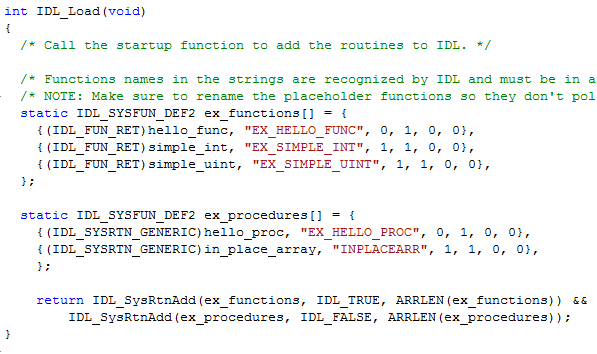 int IDL_Load(void)
{
  /* Call the startup function to add the routines to IDL. */
  /* Functions names in the strings are recognized by IDL and must be in a
  /* NOTE: Make sure to rename the placeholder functions so they don't pol
  static IDL_SYSFUN_DEF2 ex_functions[] = {
    {(IDL_FUN_RET)hello_func, "EX_HELLO_FUNC", 0, 1, 0, 0},
    {(IDL_FUN_RET)simple_int, "EX_SIMPLE_INT", 1, 1, 0, 0},
    {(IDL_FUN_RET)simple_uint, "EX_SIMPLE_UINT", 1, 1, 0, 0},
  };
  static IDL_SYSFUN_DEF2 ex_procedures[] = {
    {(IDL_SYSRTN_GENERIC)hello_proc, "EX_HELLO_PROC", 0, 1, 0, 0},
    {(IDL_SYSRTN_GENERIC)in_place_array, "INPLACEARR", 1, 1, 0, 0},
    };
    return IDL_SysRtnAdd(ex_functions, IDL_TRUE, ARRLEN(ex_functions)) &&
        IDL_SysRtnAdd(ex_procedures, IDL_FALSE, ARRLEN(ex_procedures));
}